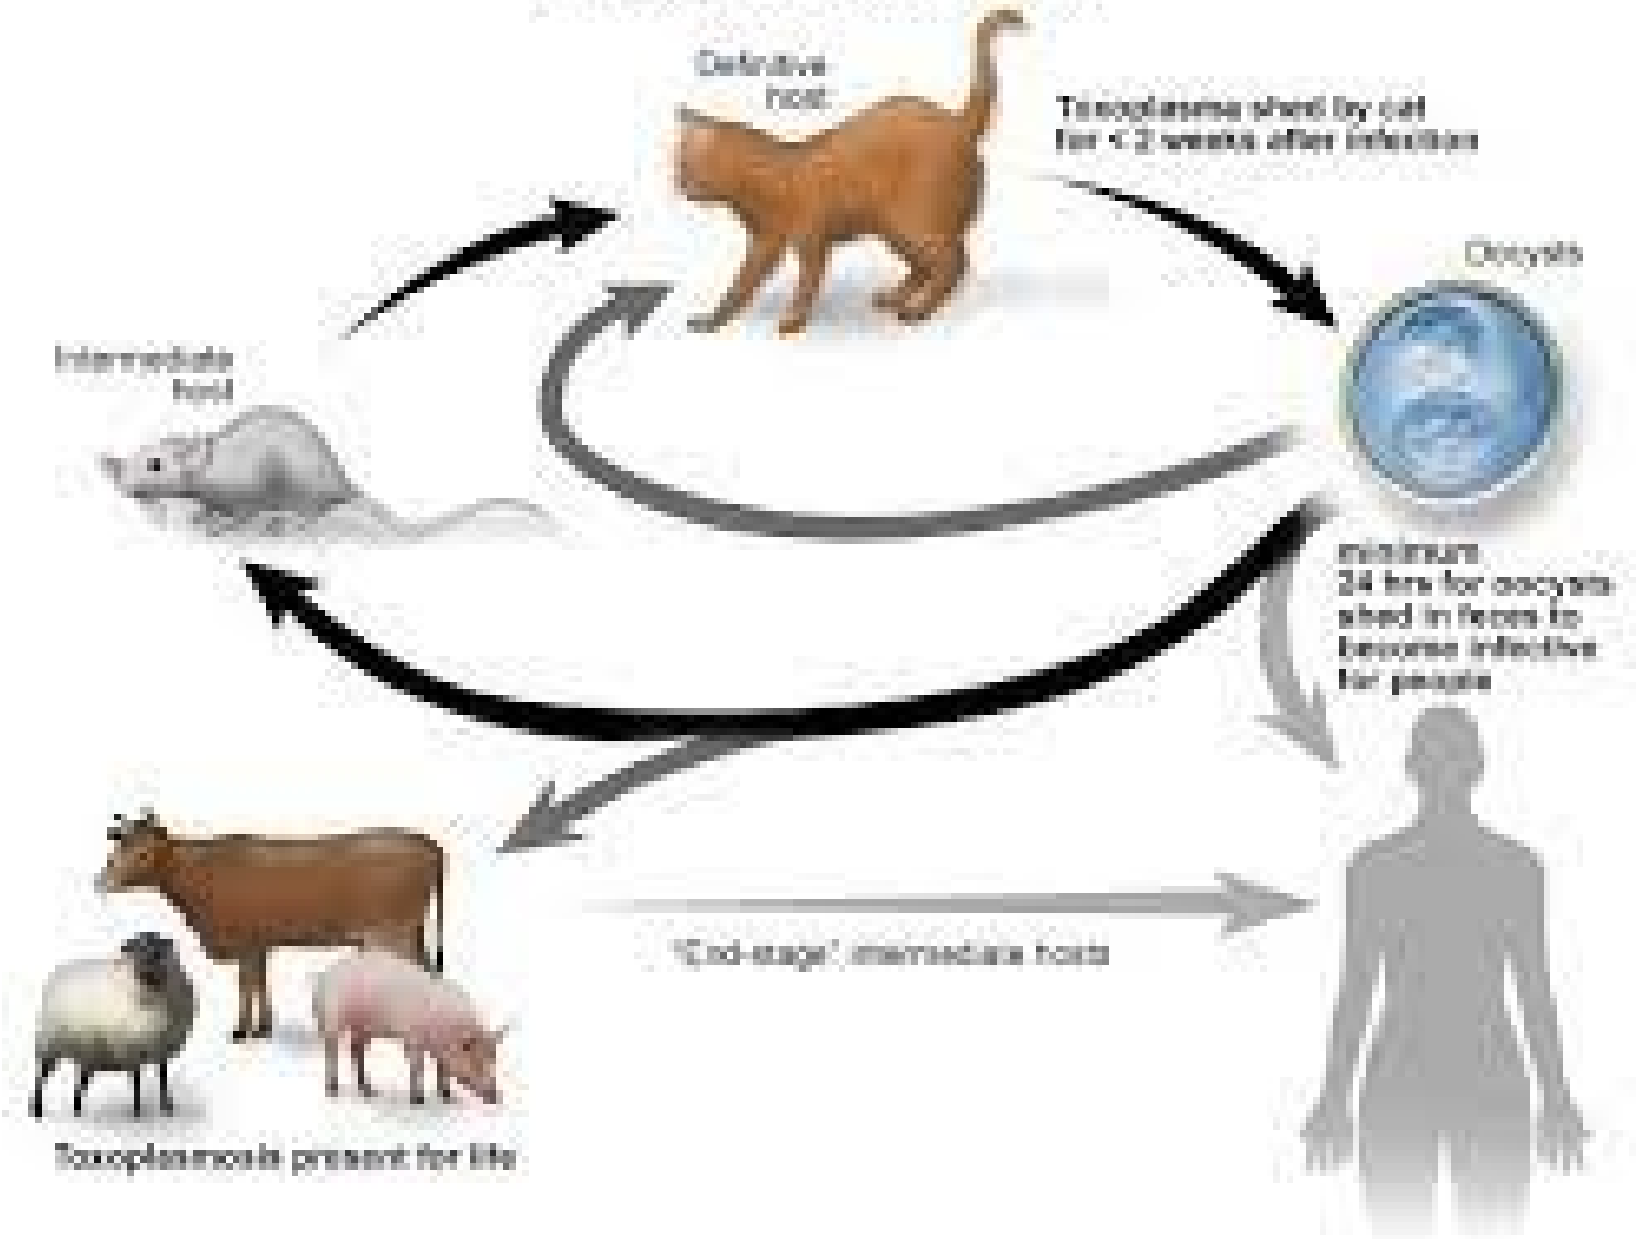 Definitive
host
Toxoplasma shed by cat
for < 2 weeks after infection
Oocysts
Intermediate
host
minimum
24 hrs for oocysts
shed in feces to
become infective
for people
'End-stage' intermediate hosts
Toxoplasmosis present for life